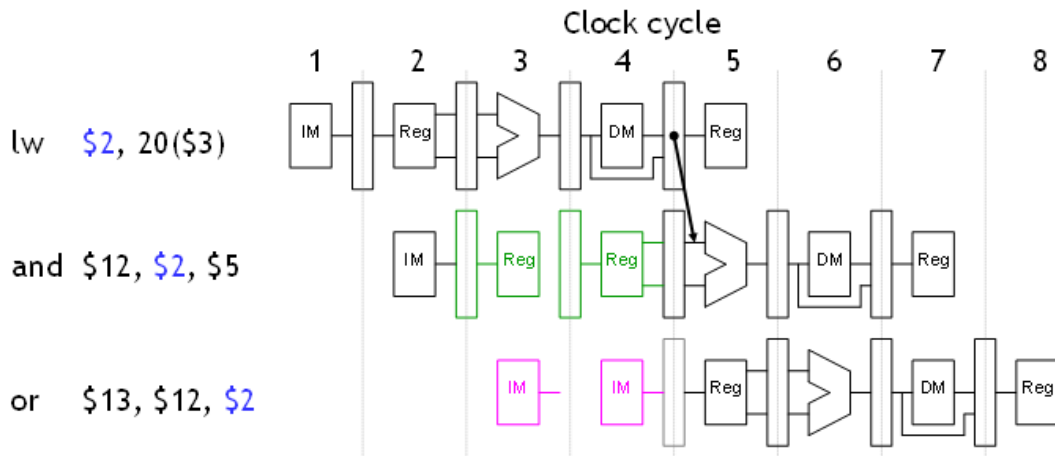 Clock cycle
1 2 3 4 5 6 7 8
IM Reg DM Reg
lw $2, 20($3)
IM Reg Reg DM Reg
and $12, $2, $5
IM IM Reg DM Reg
or $13, $12, $2